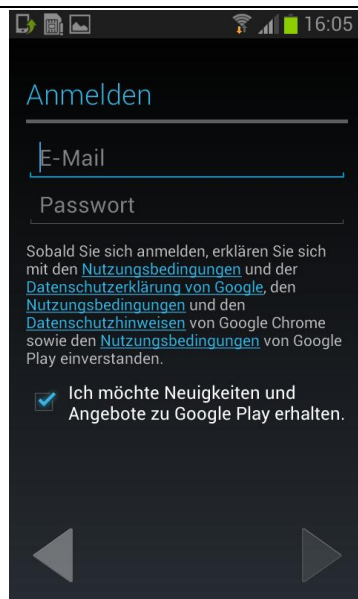 16:05
Anmelden
E-Mail
Passwort
Sobald Sie sich anmelden, erklären Sie sich
mit den Nutzungsbedingungen und der
Datenschutzerklärung von Google, den
Nutzungsbedingungen und den
Datenschutzhinweisen von Google Chrome
sowie den Nutzungsbedingungen von Google
Play einverstanden.
Ich möchte Neuigkeiten und
Angebote zu Google Play erhalten.